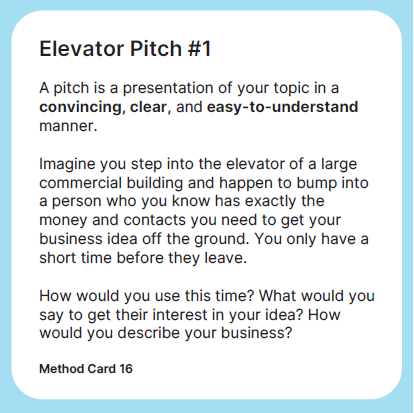 Elevator Pitch #1
A pitch is a presentation of your topic in a
convincing, clear, and easy-to-understand
manner.
Imagine you step into the elevator of a large
commercial building and happen to bump into
a person who you know has exactly the
money and contacts you need to get your
business idea off the ground. You only have a
short time before they leave.
How would you use this time? What would you
say to get their interest in your idea? How
would you describe your business?
Method Card 16